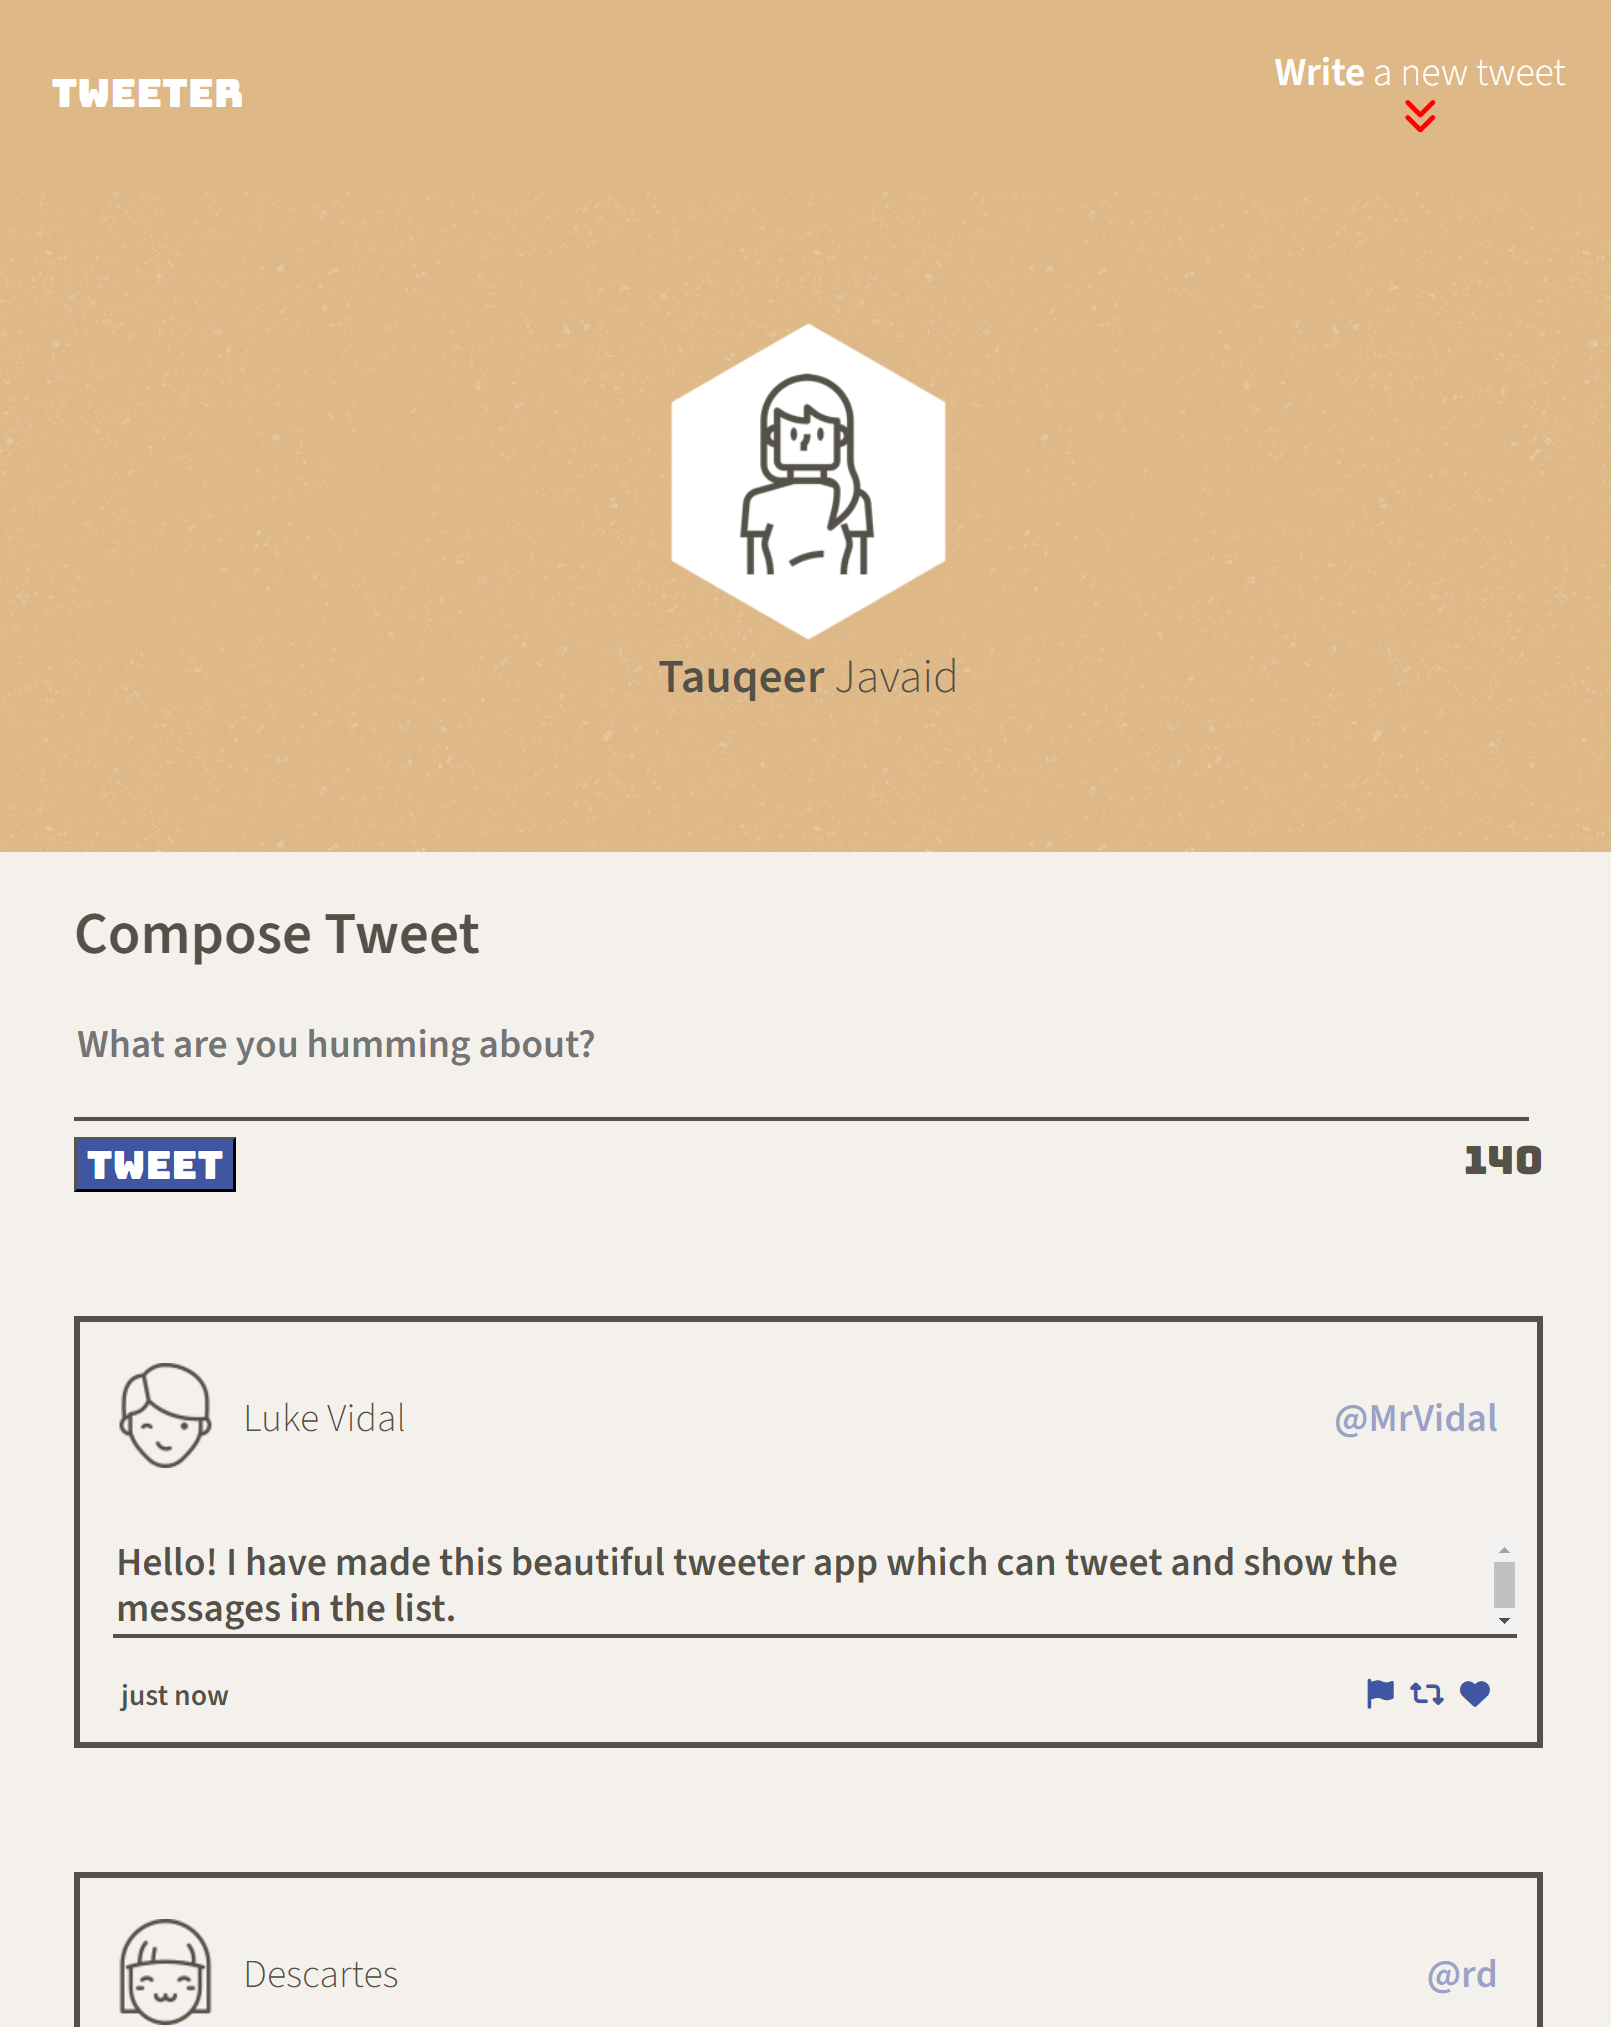 TWEETER
Write a new tweet
Tauqeer Javaid
Compose Tweet
What are you humming about?
TWEET
140
Luke Vidal
@MrVidal
Hello! I have made this beautiful tweeter app which can tweet and show the
messages in the list.
just now
Descartes
@rd